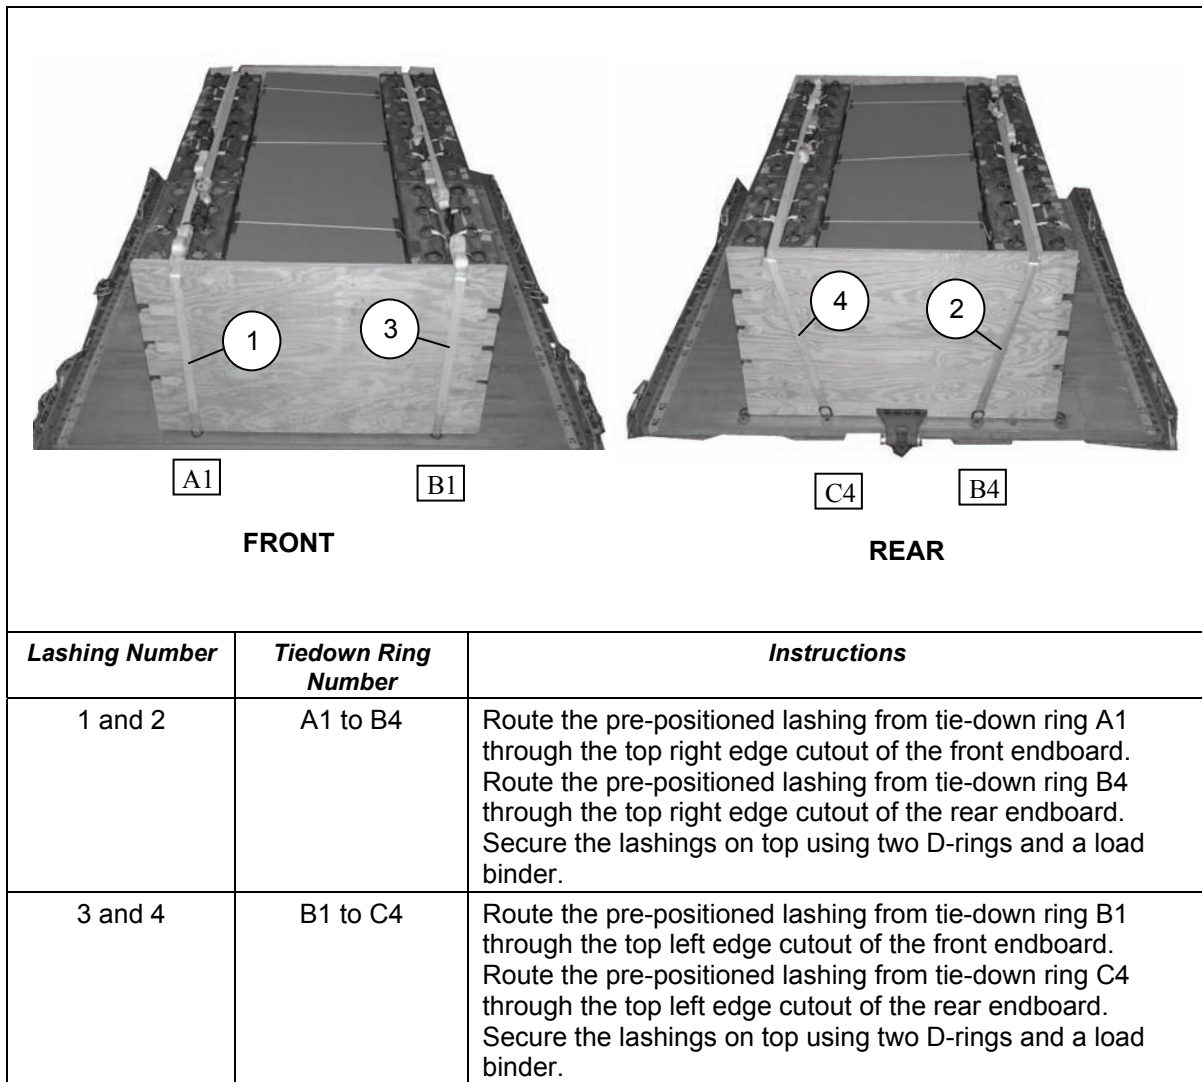 1
3
4
2
A1
B1
C4
B4
FRONT
REAR
Lashing Number
Tiedown Ring
Number
Instructions
1 and 2
A1 to B4
Route the pre-positioned lashing from tie-down ring A1
through the top right edge cutout of the front endboard.
Route the pre-positioned lashing from tie-down ring B4
through the top right edge cutout of the rear endboard.
Secure the lashings on top using two D-rings and a load
binder.
3 and 4
B1 to C4
Route the pre-positioned lashing from tie-down ring B1
through the top left edge cutout of the front endboard.
Route the pre-positioned lashing from tie-down ring C4
through the top left edge cutout of the rear endboard.
Secure the lashings on top using two D-rings and a load
binder.